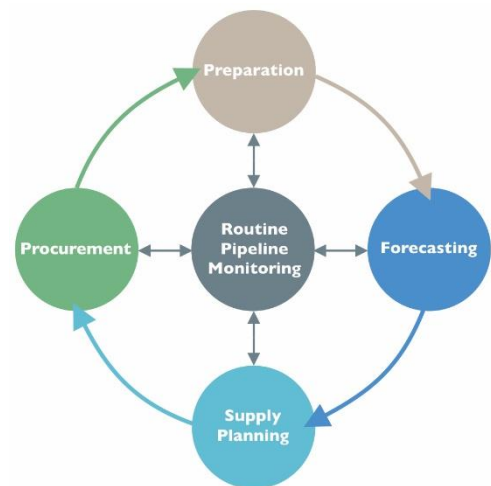 Preparation
Procurement
Routine
Pipeline
Monitoring
Forecasting
Supply
Planning